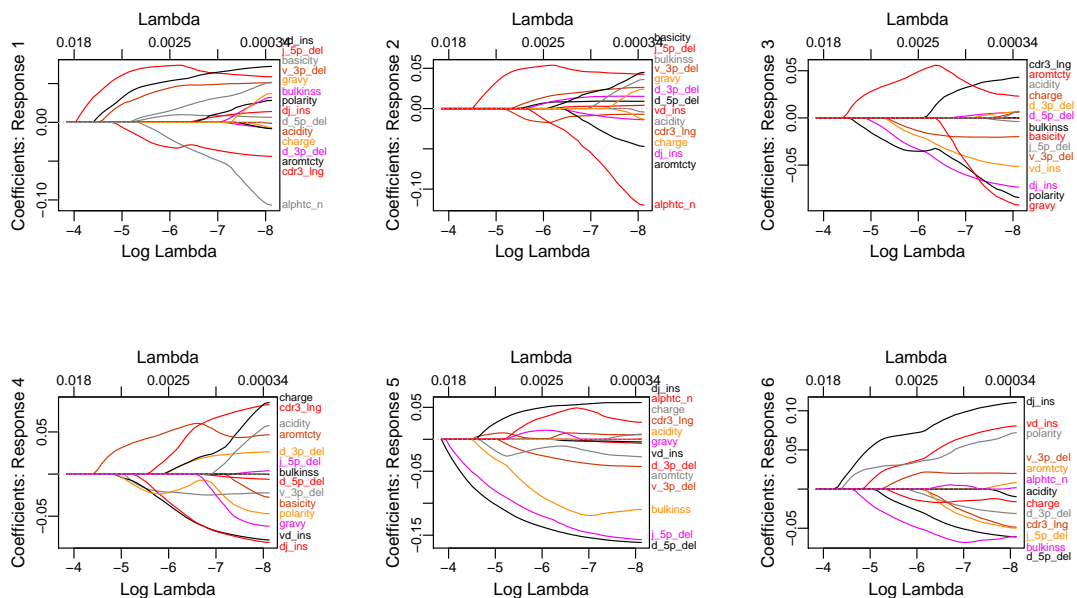 Lambda
0.018 0.0025 0.00034
Coefficients: Response 1
0.00
-0.10
−4 −5 −6 −7 −8
Log Lambda
vd_ins
j_5p_del
basicity
v_3p_del
gravy
bulkinss
polarity
dj_ins
d_5p_del
acidity
charge
d_3p_del
aromtcty
cdr3_lng
alphtc_n
Lambda
0.018 0.0025 0.00034
Coefficients: Response 2
0.05
0.00
−0.10
−4 −5 −6 −7 −8
Log Lambda
basicity
j_5p_del
bulkinss
v_3p_del
gravy
d_3p_del
d_5p_del
vd_ins
acidity
cdr3_lng
charge
dj_ins
aromtcty
alphtc_n
Lambda
0.018 0.0025 0.00034
Coefficients: Response 3
0.05
−0.05
−4 −5 −6 −7 −8
Log Lambda
cdr3_lng
aromtcty
acidity
charge
d_3p_del
d_5p_del
bulkinss
basicity
j_5p_del
v_3p_del
vd_ins
dj_ins
polarity
gravy
Lambda
0.018 0.0025 0.00034
Coefficients: Response 4
0.05
−0.05
−4 −5 −6 −7 −8
Log Lambda
charge
cdr3_lng
acidity
aromtcty
d_3p_del
j_5p_del
bulkinss
d_5p_del
v_3p_del
basicity
polarity
gravy
vd_ins
dj_ins
Lambda
0.018 0.0025 0.00034
Coefficients: Response 5
0.05
−0.05
−0.15
−4 −5 −6 −7 −8
Log Lambda
dj_ins
alphtc_n
charge
cdr3_lng
acidity
gravy
vd_ins
d_3p_del
aromtcty
v_3p_del
bulkinss
j_5p_del
d_5p_del
Lambda
0.018 0.0025 0.00034
Coefficients: Response 6
0.10
0.05
−0.05
−4 −5 −6 −7 −8
Log Lambda
dj_ins
vd_ins
polarity
v_3p_del
aromtcty
alphtc_n
acidity
charge
d_3p_del
cdr3_lng
j_5p_del
bulkinss
d_5p_del